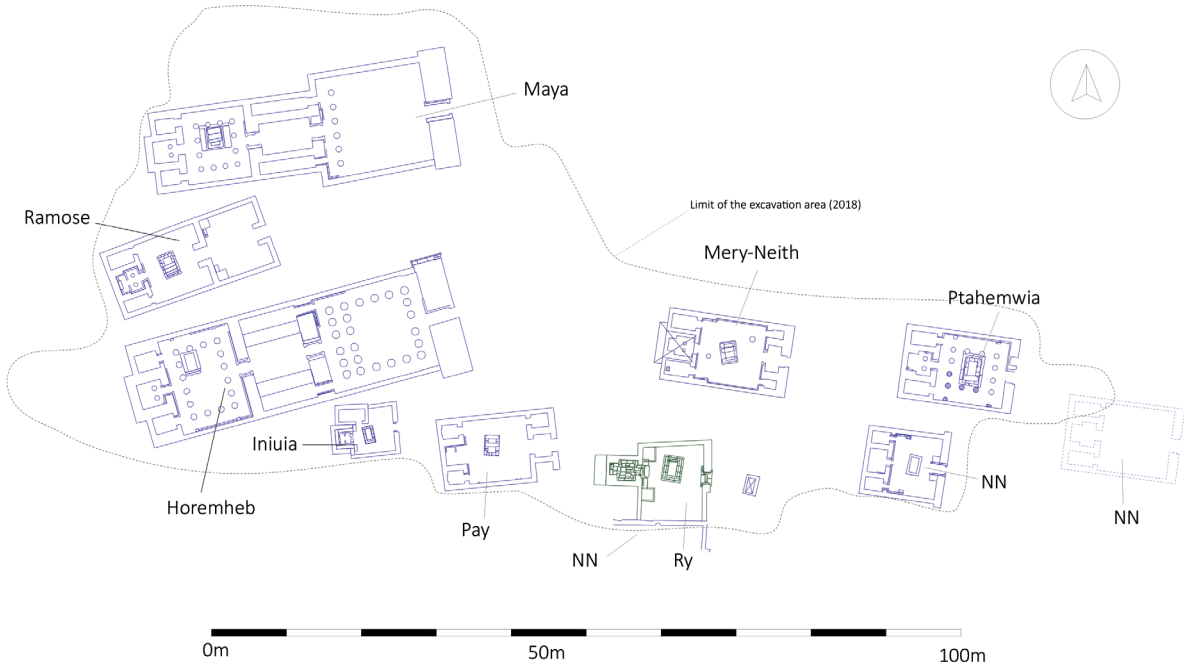 Maya
Ramose
Limit of the excavation area (2018)
Mery-Neith
Ptahemwia
Iniuia
Horemheb
Pay
NN
Ry
NN
NN
0m
50m
100m